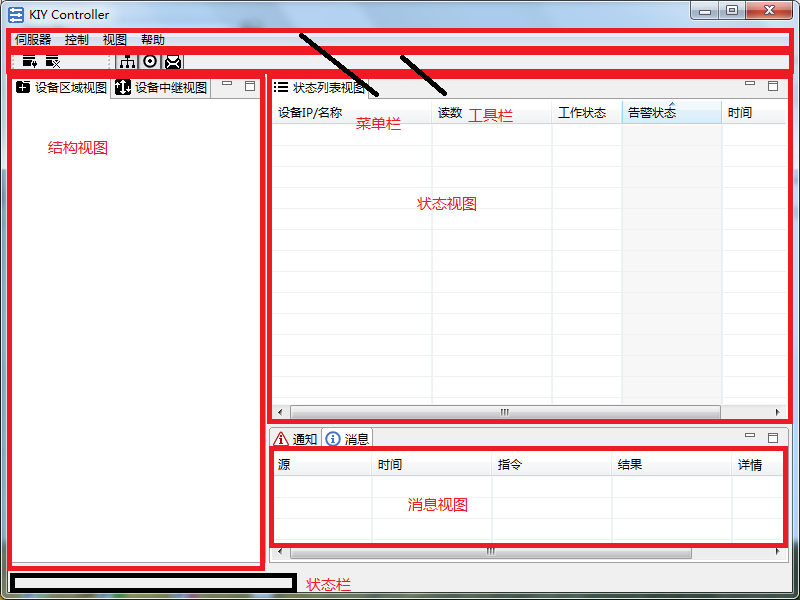 KIY Controller
伺服器 控制 视图 帮助
设备区域视图 设备中继视图 状态列表视图
设备IP/名称 读数 工作状态 告警状态 时间
菜单栏 工具栏
结构视图
状态视图
通知 消息
源 时间 指令 结果 详情
消息视图
状态栏